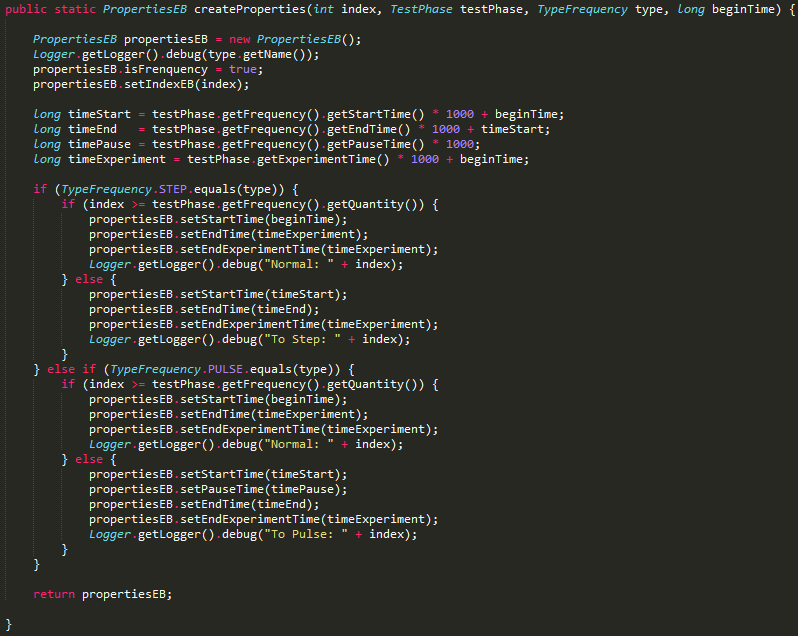 public static PropertiesEB createProperties(int index, TestPhase testPhase, TypeFrequency type, long beginTime) {
PropertiesEB propertiesEB = new PropertiesEB();
Logger.getLogger().debug(type.getName());
propertiesEB.isFrenquency = true;
propertiesEB.setIndexEB(index);
long timeStart = testPhase.getFrequency().getStartTime() * 1000 + beginTime;
long timeEnd   = testPhase.getFrequency().getEndTime() * 1000 + timeStart;
long timePause = testPhase.getFrequency().getPauseTime() * 1000;
long timeExperiment = testPhase.getExperimentTime() * 1000 + beginTime;
if (TypeFrequency.STEP.equals(type)) {
if (index >= testPhase.getFrequency().getQuantity()) {
propertiesEB.setStartTime(beginTime);
propertiesEB.setEndTime(timeExperiment);
propertiesEB.setEndExperimentTime(timeExperiment);
Logger.getLogger().debug("Normal: " + index);
} else {
propertiesEB.setStartTime(timeStart);
propertiesEB.setEndTime(timeEnd);
propertiesEB.setEndExperimentTime(timeExperiment);
Logger.getLogger().debug("To Step: " + index);
}
} else if (TypeFrequency.PULSE.equals(type)) {
if (index >= testPhase.getFrequency().getQuantity()) {
propertiesEB.setStartTime(beginTime);
propertiesEB.setEndTime(timeExperiment);
propertiesEB.setEndExperimentTime(timeExperiment);
Logger.getLogger().debug("Normal: " + index);
} else {
propertiesEB.setStartTime(timeStart);
propertiesEB.setPauseTime(timePause);
propertiesEB.setEndTime(timeEnd);
propertiesEB.setEndExperimentTime(timeExperiment);
Logger.getLogger().debug("To Pulse: " + index);
}
}
return propertiesEB;
}